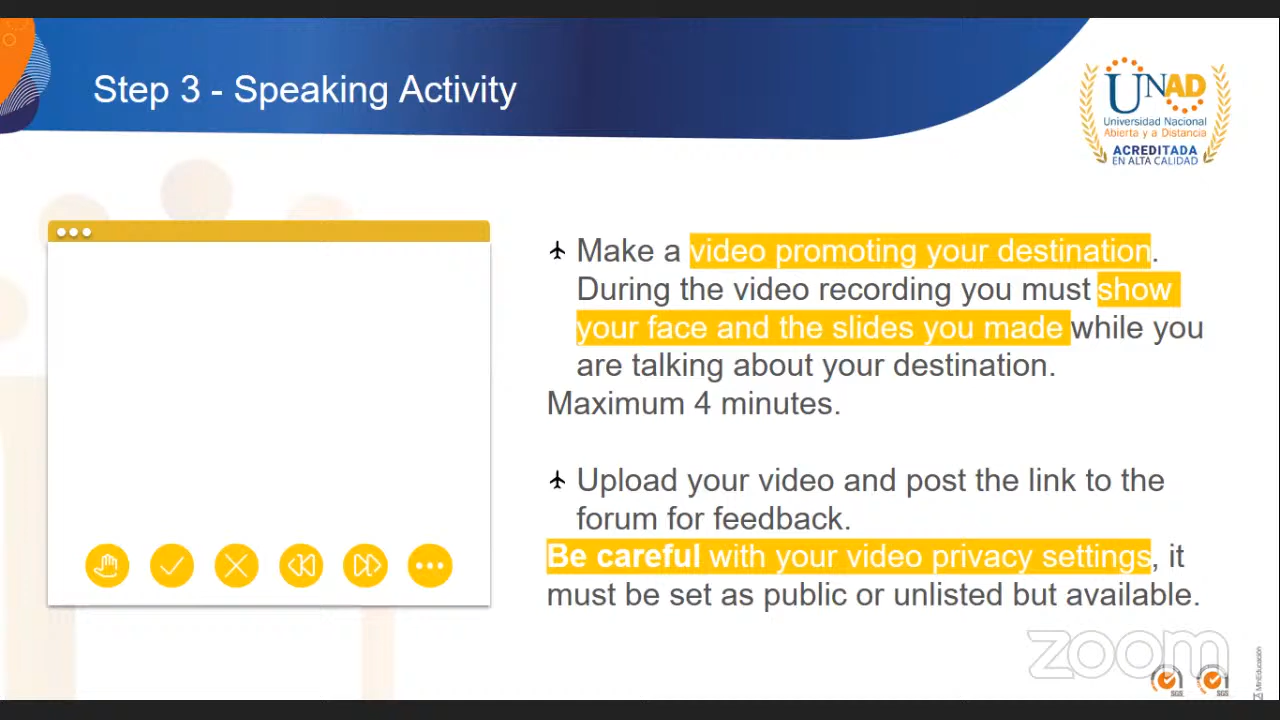 Step 3 - Speaking Activity
UNAD
Universidad Nacional
Abierta y a Distancia
ACREDITADA
EN ALTA CALIDAD
Make a video promoting your destination.
During the video recording you must show
your face and the slides you made while you
are talking about your destination.
Maximum 4 minutes.
Upload your video and post the link to the
forum for feedback.
Be careful with your video privacy settings, it
must be set as public or unlisted but available.
zoom
SGS
SGS
MinEducación